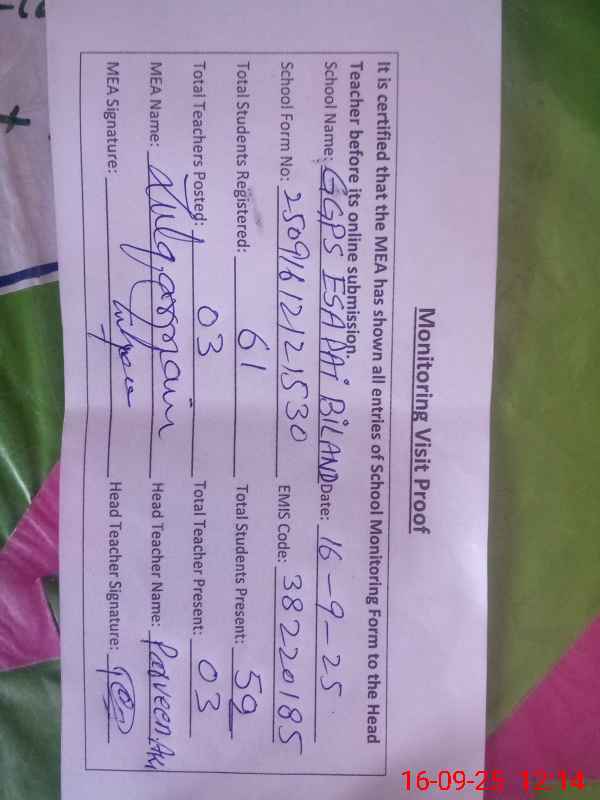 Monitoring Visit Proof
It is certified that the MEA has shown all entries of School Monitoring Form to the Head
Teacher before its online submission.
School Name: GGPS ESA DAI BILAND Date: 16-9-25
School Form No: 25091612121530 EMIS Code: 38220185
Total Students Registered: 61 Total Students Present: 59
Total Teachers Posted: 03 Total Teacher Present: 03
MEA Name: Zulqarnain Head Teacher Name: Parveen
MEA Signature: Head Teacher Signature:
16-09-25 12:14